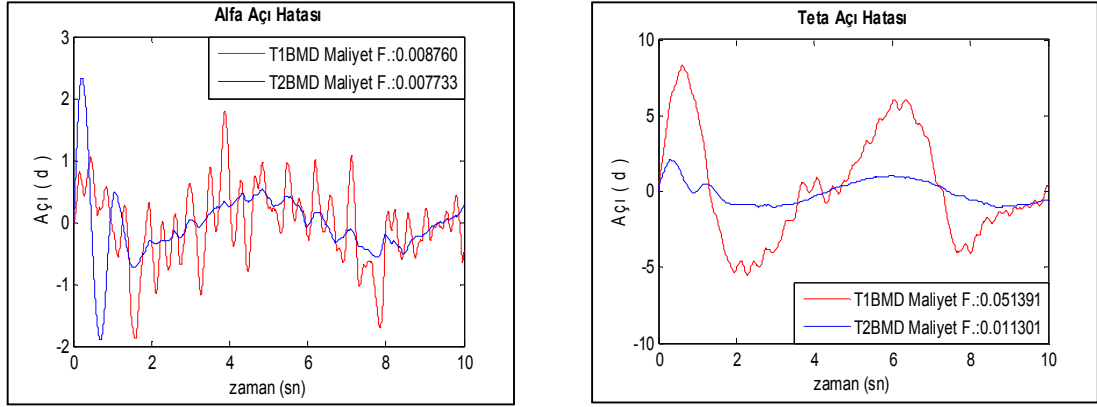 Alfa Açı Hatası
3
2
1
0
-1
-2
0
2
4
6
8
10
Açı ( d )
zaman (sn)
T1BMD Maliyet F.:0.008760
T2BMD Maliyet F.:0.007733
Teta Açı Hatası
10
5
0
-5
-10
0
2
4
6
8
10
Açı ( d )
zaman (sn)
T1BMD Maliyet F.:0.051391
T2BMD Maliyet F.:0.011301